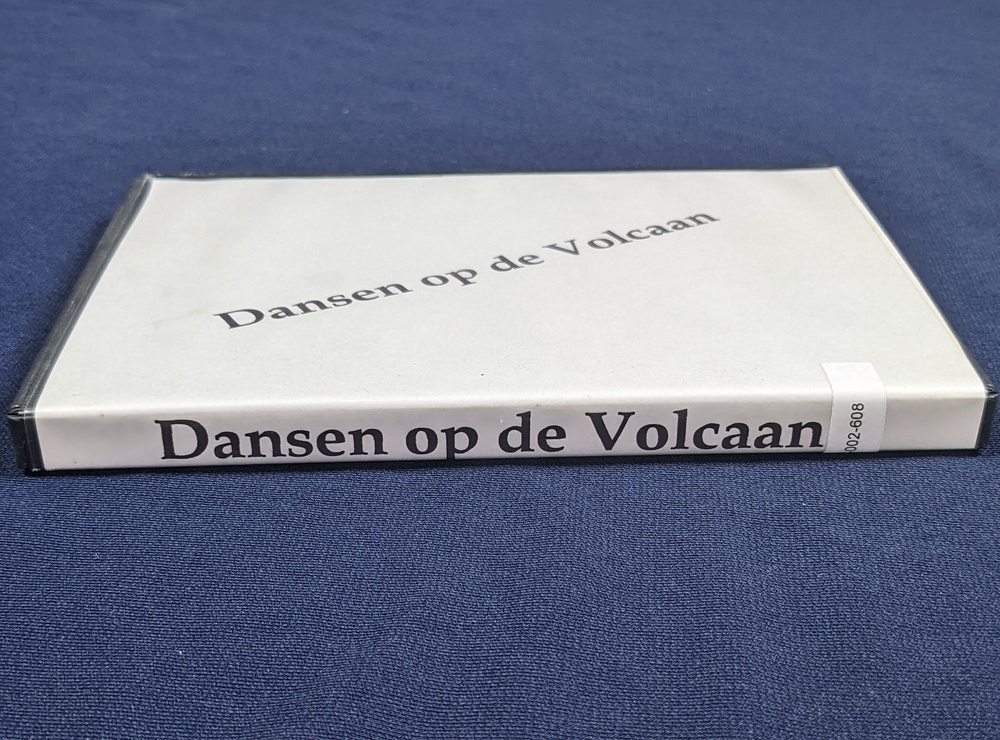 Dansen op de Volcaan
Dansen op de Volcaan
002-608